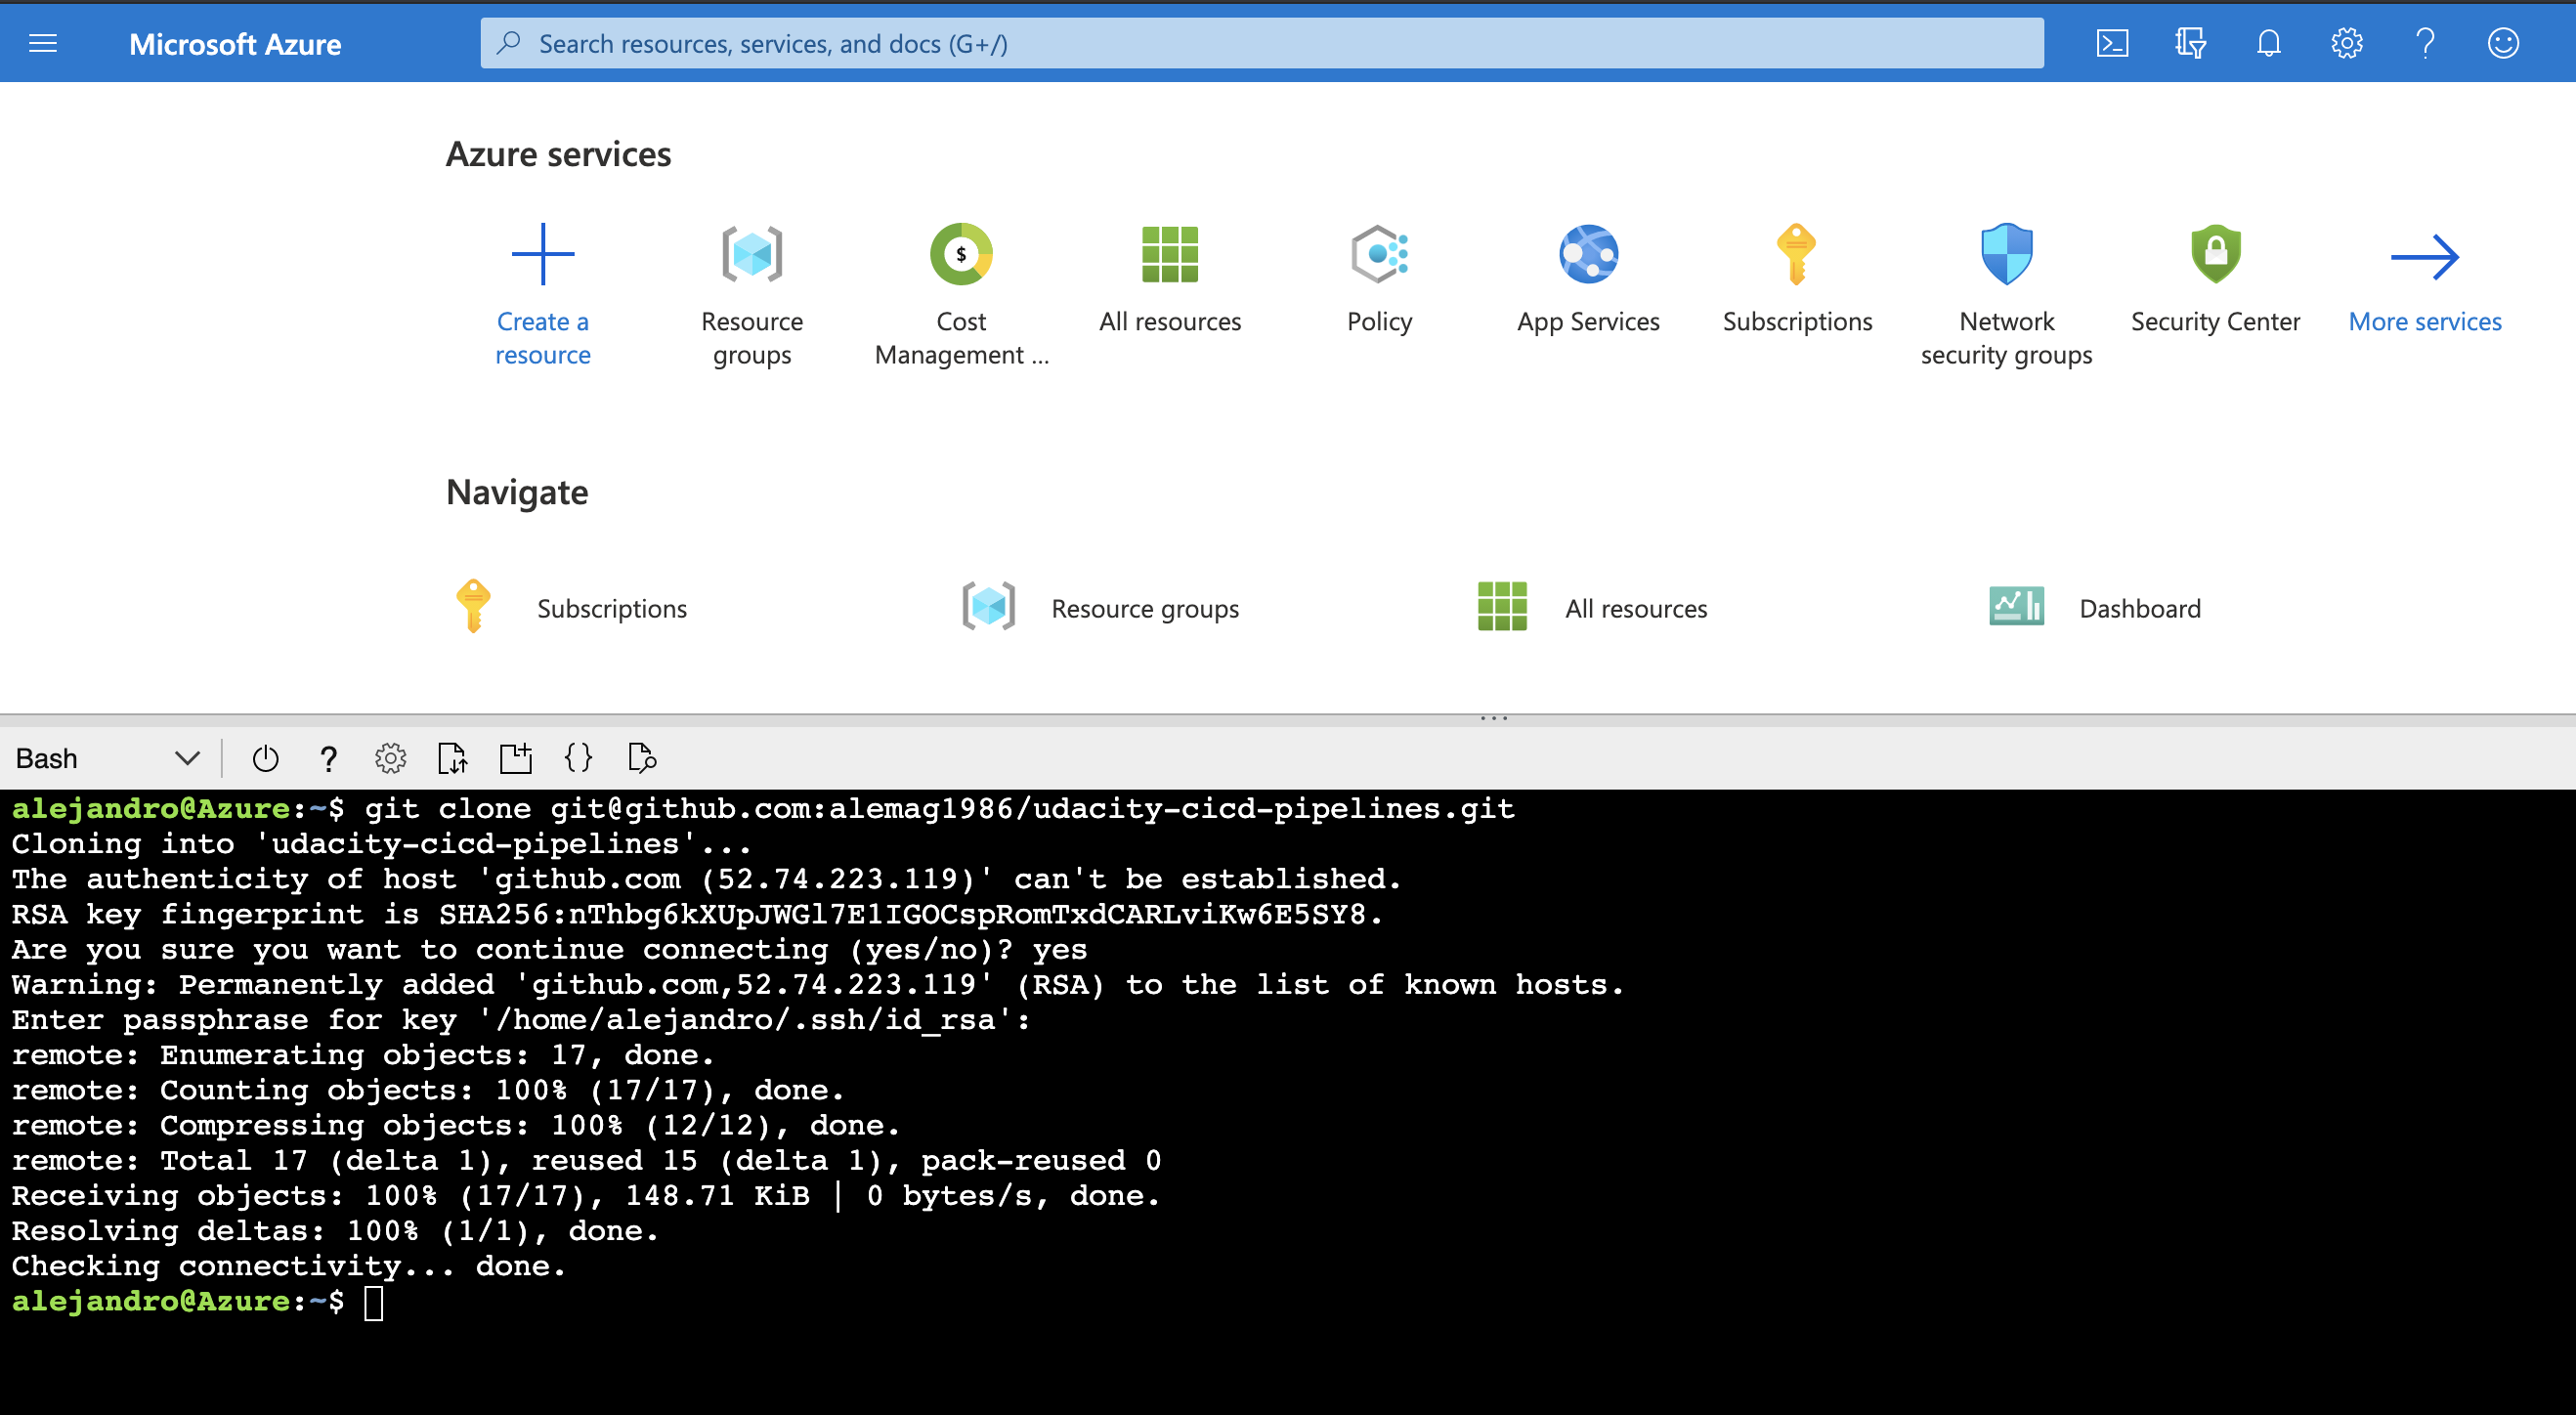 Microsoft Azure
Search resources, services, and docs (G+/)
Azure services
Create a resource
Resource groups
$
Cost Management ...
All resources
Policy
App Services
Subscriptions
Network security groups
Security Center
More services
Navigate
Subscriptions
Resource groups
All resources
Dashboard
Bash
alejandro@Azure:~$ git clone git@github.com:alemag1986/udacity-cicd-pipelines.git
Cloning into 'udacity-cicd-pipelines'...
The authenticity of host 'github.com (52.74.223.119)' can't be established.
RSA key fingerprint is SHA256:nThbg6kXUpJWGl7E1IGOCspRomTxdCARLviKw6E5SY8.
Are you sure you want to continue connecting (yes/no)? yes
Warning: Permanently added 'github.com,52.74.223.119' (RSA) to the list of known hosts.
Enter passphrase for key '/home/alejandro/.ssh/id_rsa':
remote: Enumerating objects: 17, done.
remote: Counting objects: 100% (17/17), done.
remote: Compressing objects: 100% (12/12), done.
remote: Total 17 (delta 1), reused 15 (delta 1), pack-reused 0
Receiving objects: 100% (17/17), 148.71 KiB | 0 bytes/s, done.
Resolving deltas: 100% (1/1), done.
Checking connectivity... done.
alejandro@Azure:~$